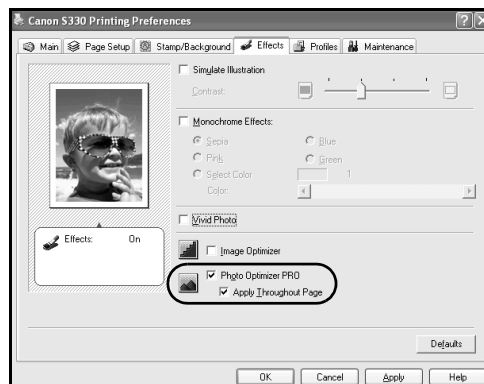 Canon S330 Printing Preferences
Main Page Setup Stamp/Background Effects Profiles Maintenance
Simulate Illustration
Contrast:
Monochrome Effects:
Sepia Blue
Pink Green
Select Color 1
Color:
Vivid Photo
Effects: On
Image Optimizer
Photo Optimizer PRO
Apply Throughout Page
Defaults
OK Cancel Apply Help